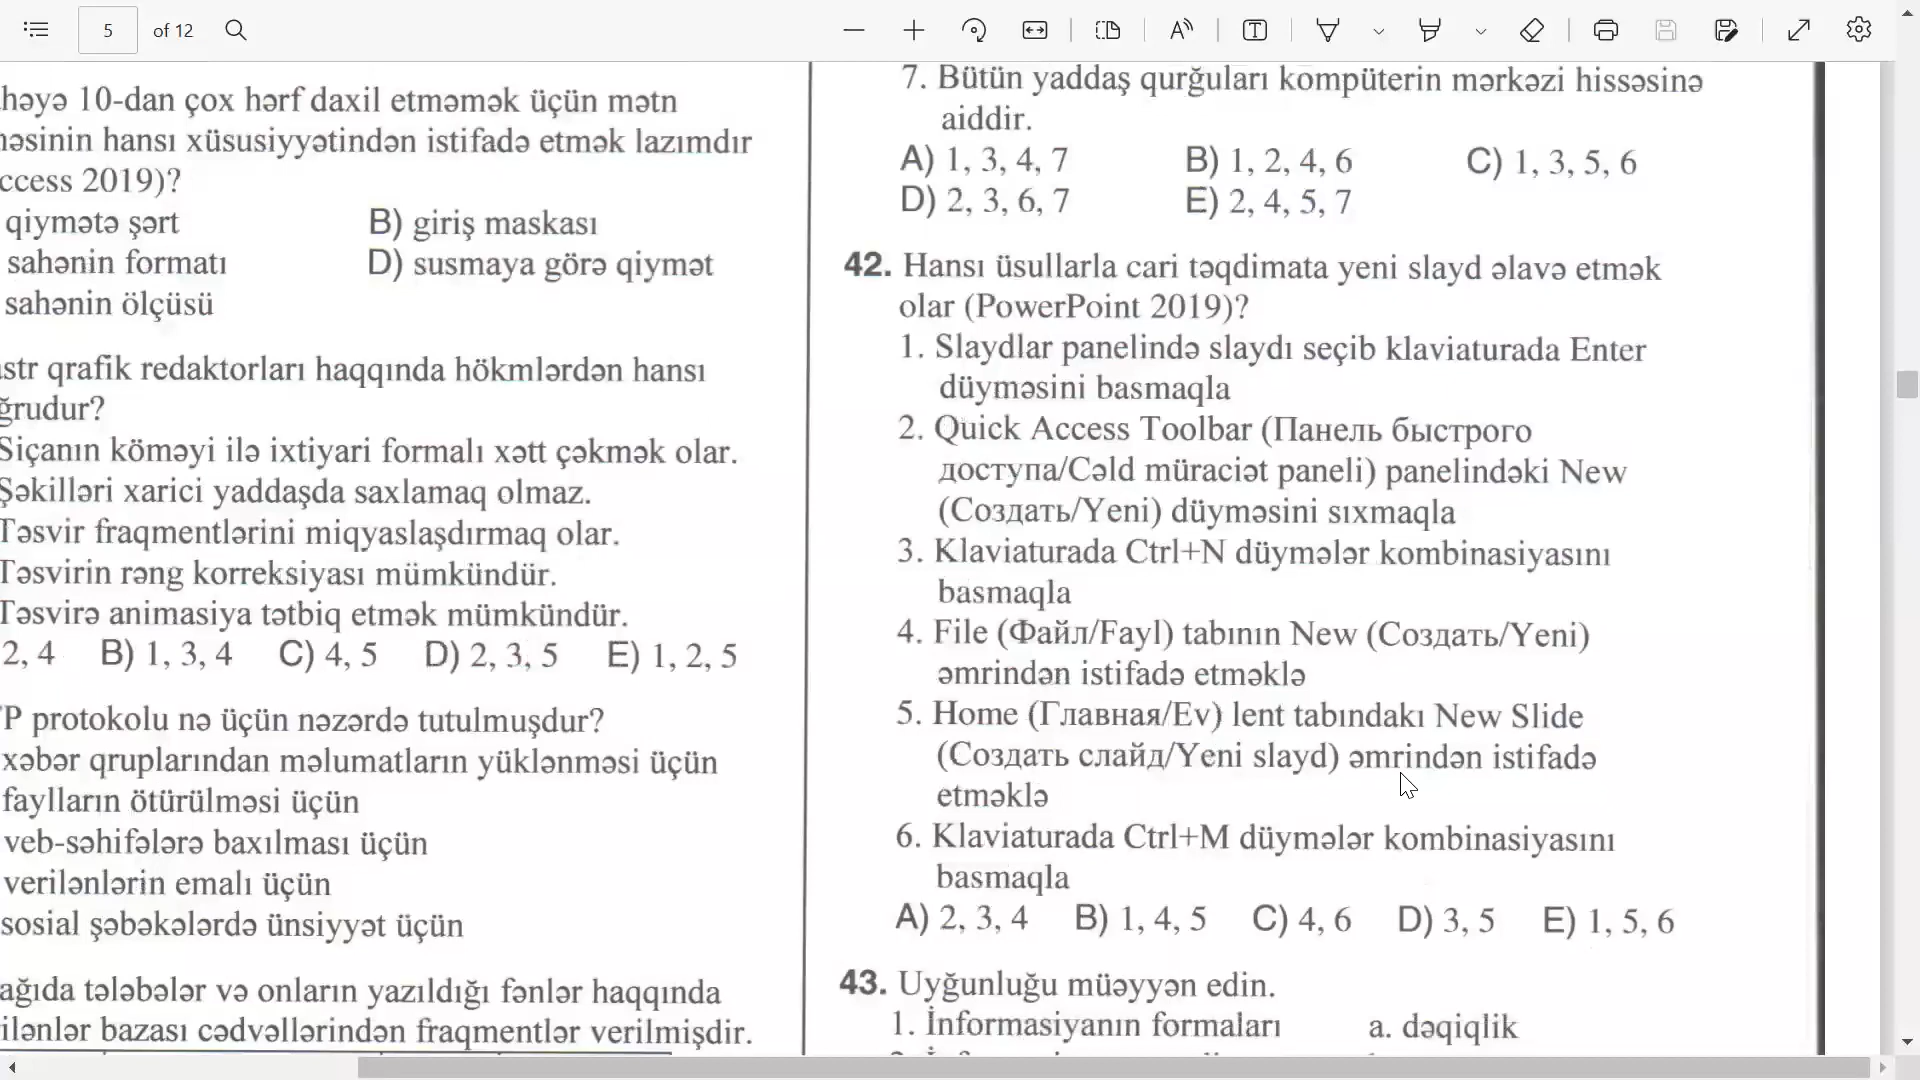 5 of 12
həyə 10-dan çox hərf daxil etməmək üçün mətn
əsinin hansı xüsusiyyətindən istifadə etmək lazımdır
ccess 2019)?
qiymətə şərt B) giriş maskası
sahənin formatı D) susmaya görə qiymət
sahənin ölçüsü
str qrafik redaktorları haqqında hökmlərdən hansı
ğrudur?
Siçanın köməyi ilə ixtiyari formalı xətt çəkmək olar.
Şəkilləri xarici yaddaşda saxlamaq olmaz.
Təsvir fraqmentlərini miqyaslaşdırmaq olar.
Təsvirin rəng korreksiyası mümkündür.
Təsvirə animasiya tətbiq etmək mümkündür.
2, 4 B) 1, 3, 4 C) 4, 5 D) 2, 3, 5 E) 1, 2, 5
P protokolu nə üçün nəzərdə tutulmuşdur?
xəbər qruplarından məlumatların yüklənməsi üçün
faylların ötürülməsi üçün
veb-səhifələrə baxılması üçün
verilənlərin emalı üçün
sosial şəbəkələrdə ünsiyyət üçün
ağıda tələbələr və onların yazıldığı fənlər haqqında
ilənlər bazası cədvəllərindən fraqmentlər verilmişdir.
7. Bütün yaddaş qurğuları kompüterin mərkəzi hissəsinə
aiddir.
A) 1, 3, 4, 7 B) 1, 2, 4, 6 C) 1, 3, 5, 6
D) 2, 3, 6, 7 E) 2, 4, 5, 7
42. Hansı üsullarla cari təqdimata yeni slayd əlavə etmək
olar (PowerPoint 2019)?
1. Slaydlar panelində slaydı seçib klaviaturada Enter
düyməsini basmaqla
2. Quick Access Toolbar (Панель быстрого
доступа/Cəld müraciət paneli) panelindəki New
(Создать/Yeni) düyməsini sıxmaqla
3. Klaviaturada Ctrl+N düymələr kombinasiyasını
basmaqla
4. File (Файл/Fayl) tabının New (Создать/Yeni)
əmrindən istifadə etməklə
5. Home (Главная/Ev) lent tabındakı New Slide
(Создать слайд/Yeni slayd) əmrindən istifadə
etməklə
6. Klaviaturada Ctrl+M düymələr kombinasiyasını
basmaqla
A) 2, 3, 4 B) 1, 4, 5 C) 4, 6 D) 3, 5 E) 1, 5, 6
43. Uyğunluğu müəyyən edin.
1. İnformasiyanın formaları a. dəqiqlik